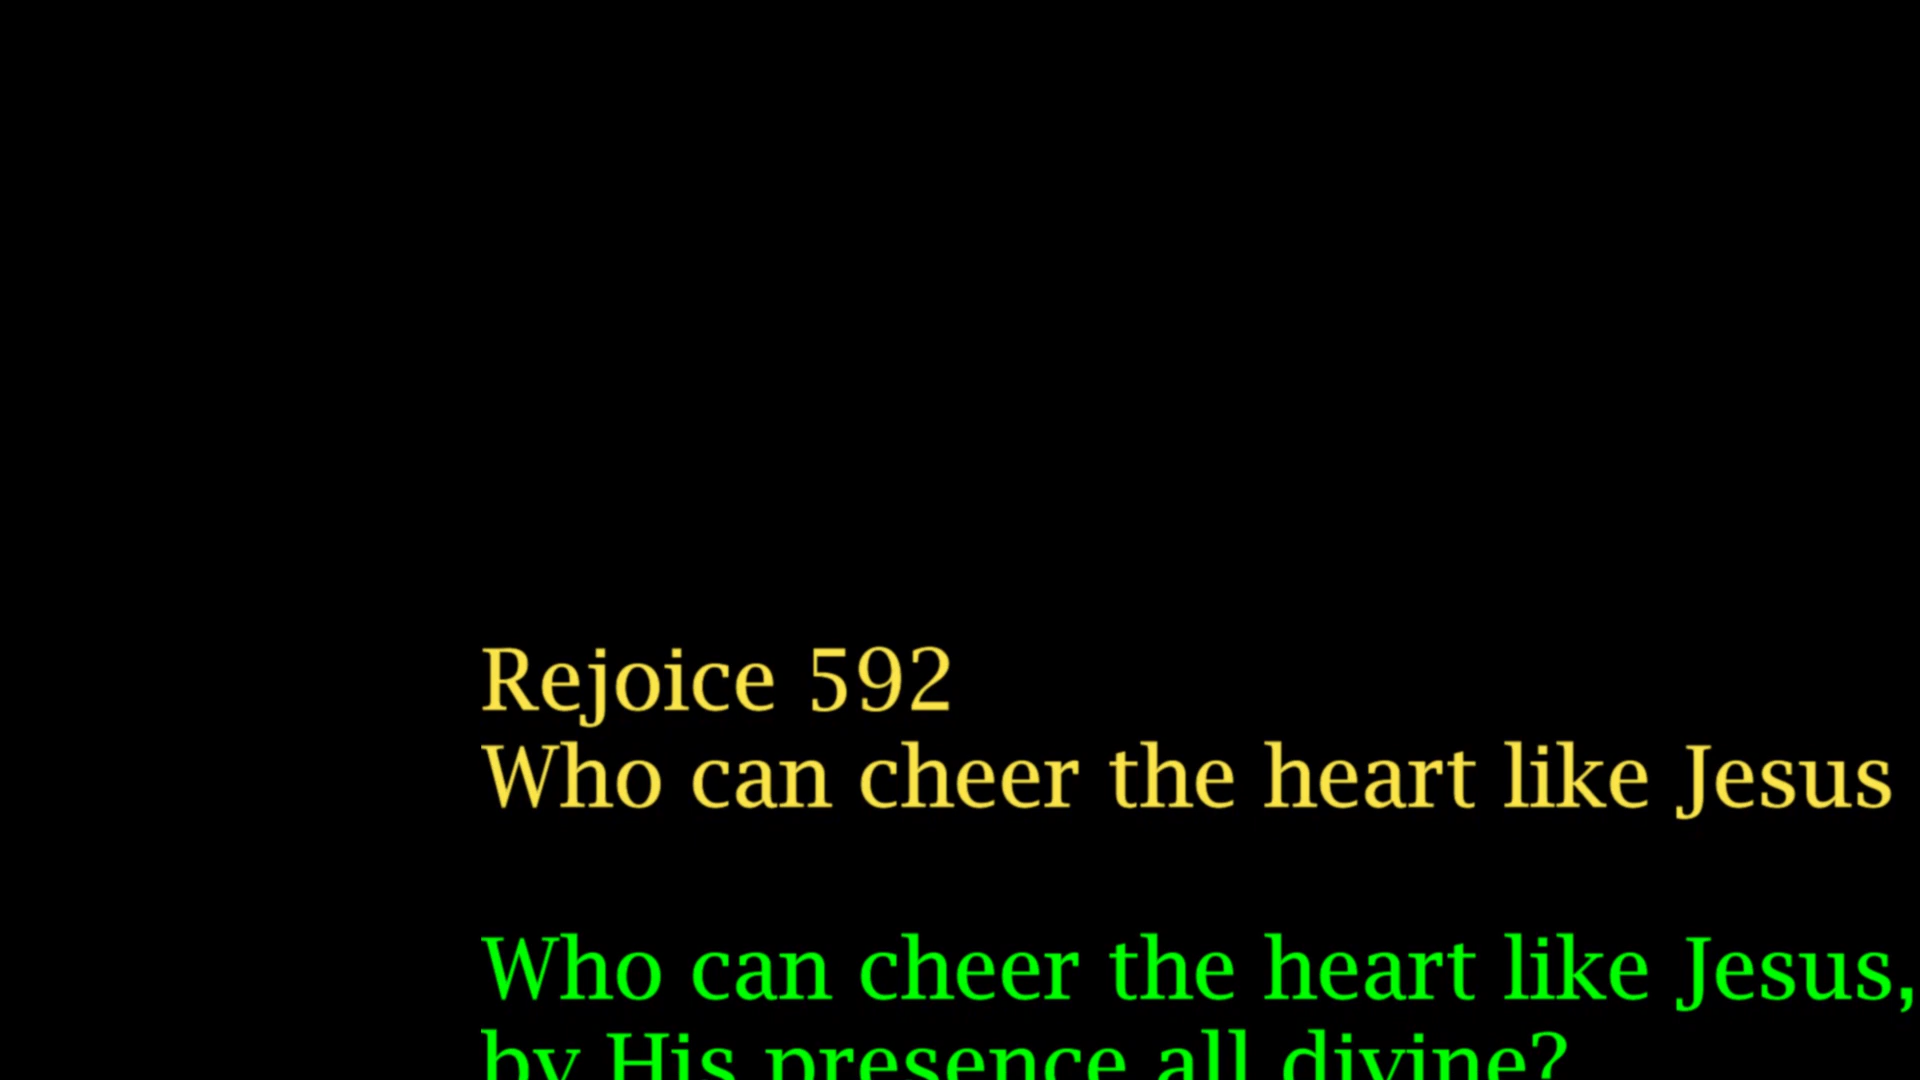 Rejoice 592
Who can cheer the heart like Jesus
Who can cheer the heart like Jesus,
by His presence all divine?